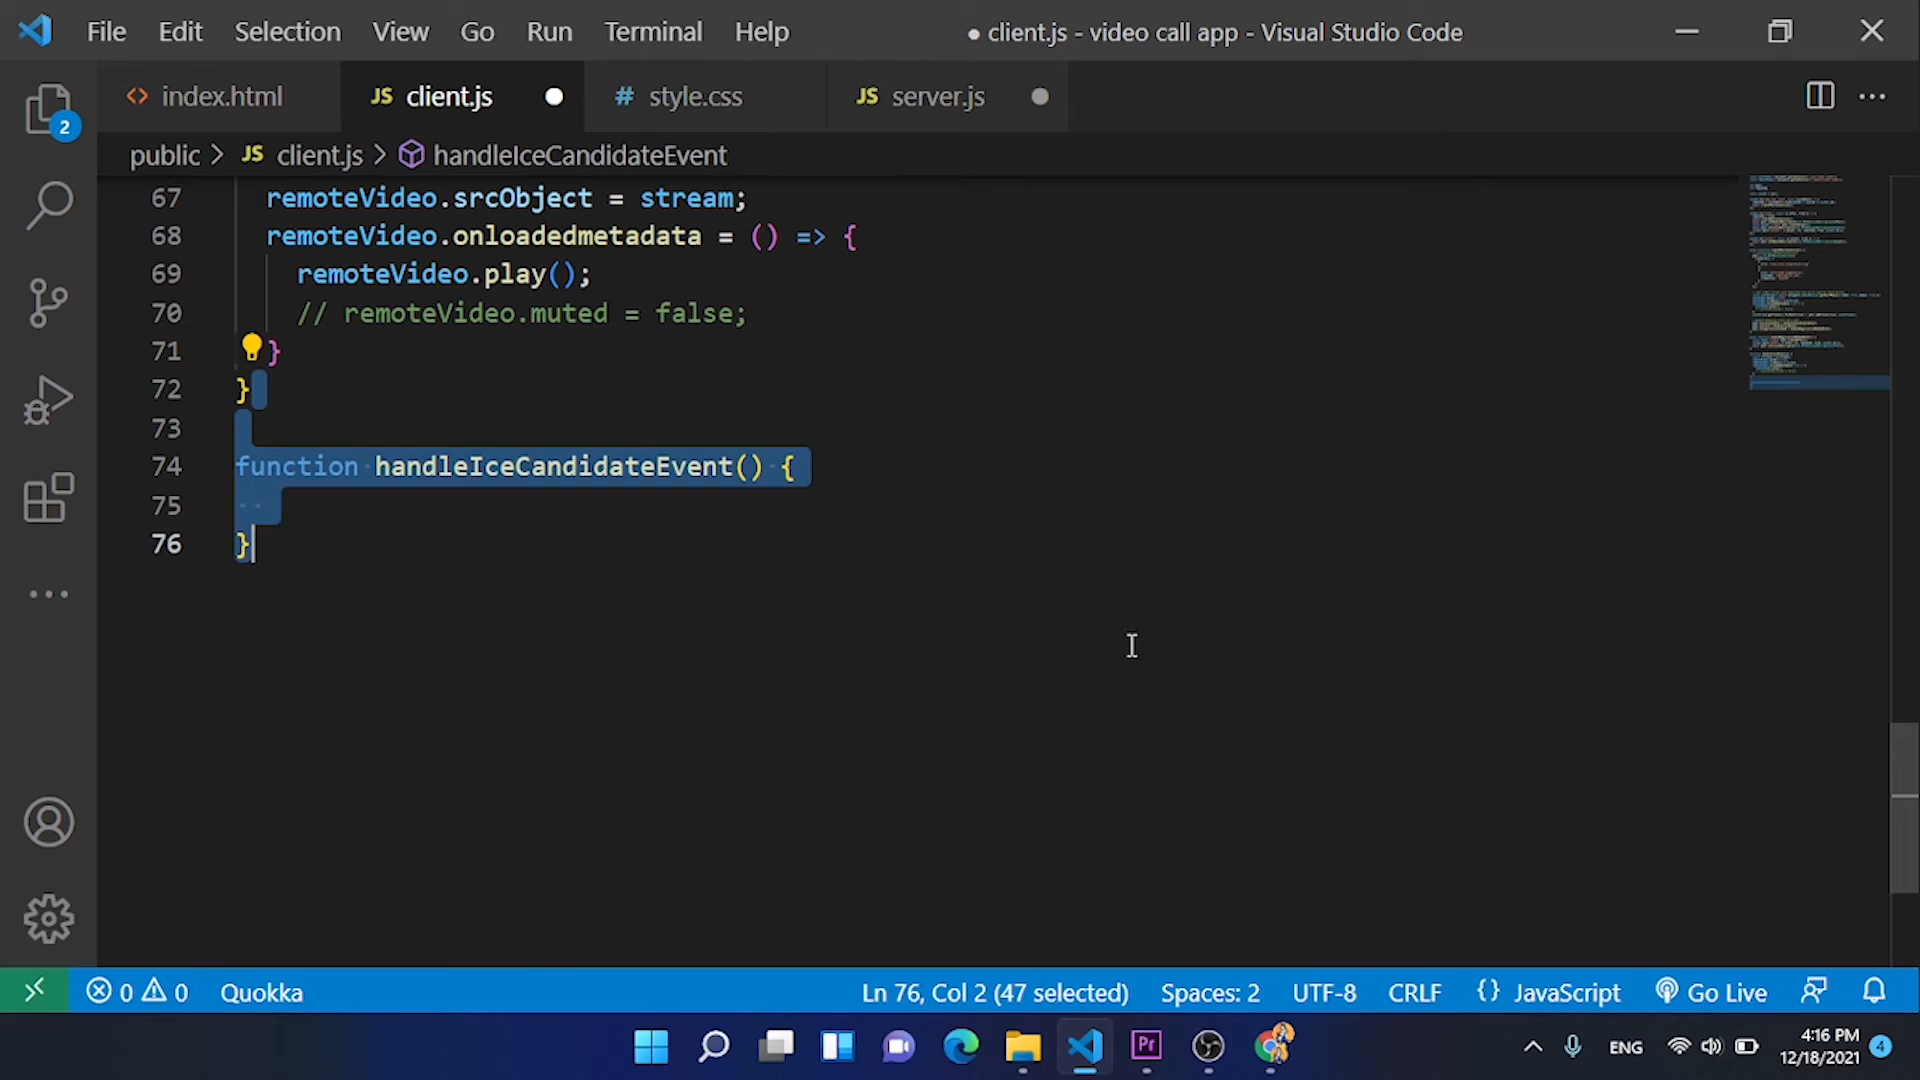 File Edit Selection View Go Run Terminal Help ● client.js - video call app - Visual Studio Code
<> index.html JS client.js # style.css JS server.js
2
public > JS client.js > handleIceCandidateEvent
67 remoteVideo.srcObject = stream;
68 remoteVideo.onloadedmetadata = () => {
69 remoteVideo.play();
70 // remoteVideo.muted = false;
71 }
72 }
73
74 function handleIceCandidateEvent() {
75
76 }
0 0 Quokka Ln 76, Col 2 (47 selected) Spaces: 2 UTF-8 CRLF {} JavaScript Go Live
Pr ENG 4:16 PM
12/18/2021 4